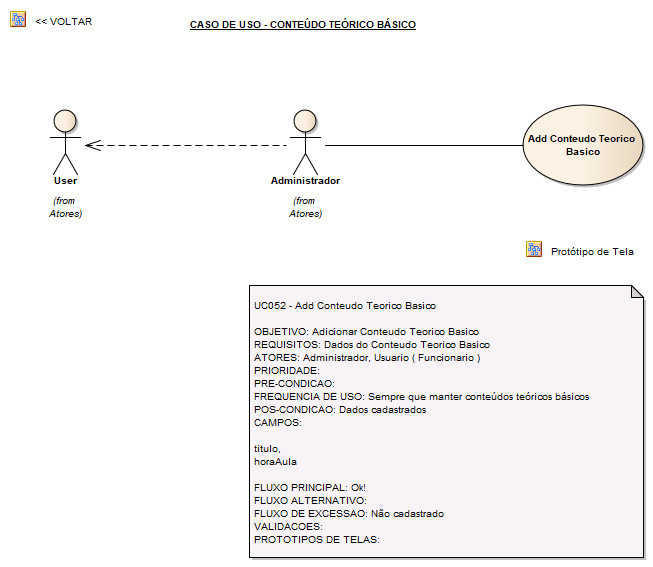 << VOLTAR
CASO DE USO - CONTEÚDO TEÓRICO BÁSICO
Add Conteudo Teorico
Basico
User
(from
Atores)
Administrador
(from
Atores)
Protótipo de Tela
UC052 - Add Conteudo Teorico Basico
OBJETIVO: Adicionar Conteudo Teorico Basico
REQUISITOS: Dados do Conteudo Teorico Basico
ATORES: Administrador, Usuario ( Funcionario )
PRIORIDADE:
PRE-CONDICAO:
FREQUENCIA DE USO: Sempre que manter conteúdos teóricos básicos
POS-CONDICAO: Dados cadastrados
CAMPOS:
titulo,
horaAula
FLUXO PRINCIPAL: Ok!
FLUXO ALTERNATIVO:
FLUXO DE EXCESSAO: Não cadastrado
VALIDACOES:
PROTOTIPOS DE TELAS: